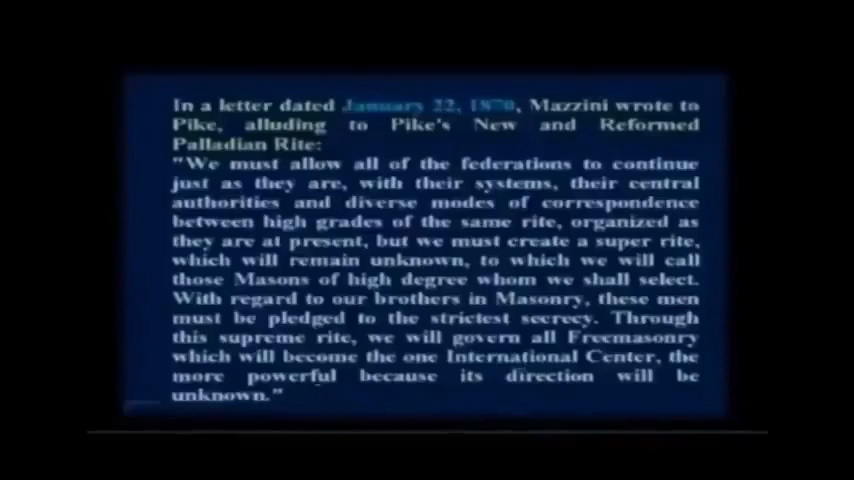 In a letter dated January 22, 1870, Mazzini wrote to
Pike, alluding to Pike's New and Reformed
Palladian Rite:
"We must allow all of the federations to continue
just as they are, with their systems, their central
authorities and diverse modes of correspondence
between high grades of the same rite, organized as
they are at present, but we must create a super rite,
which will remain unknown, to which we will call
those Masons of high degree whom we shall select.
With regard to our brothers in Masonry, these men
must be pledged to the strictest secrecy. Through
this supreme rite, we will govern all Freemasonry
which will become the one International Center, the
more powerful because its direction will be
unknown."